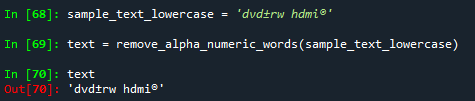 In [68]: sample_text_lowercase = 'dvd±rw hdmi®'
In [69]: text = remove_alpha_numeric_words(sample_text_lowercase)
In [70]: text
Out[70]: 'dvd±rw hdmi®'